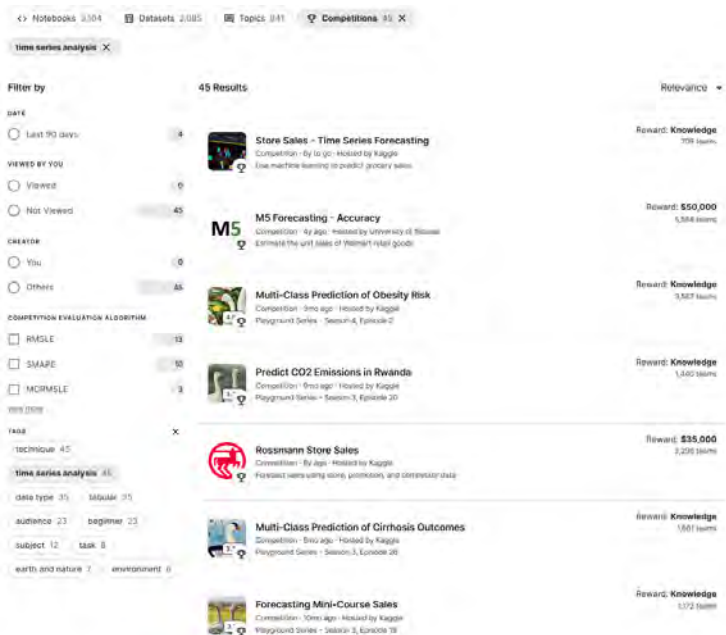 <> Notebooks 3,104 Datasets 2,085 Topics 841 Competitions 45 X
time series analysis X
Filter by
45 Results
Relevance
DATE
Last 90 days 4
VIEWED BY YOU
Viewed 0
Not Viewed 45
CREATOR
You 0
Others 45
COMPETITION EVALUATION ALGORITHM
RMSLE 13
SMAPE 10
MCRMSLE 3
view more
TAGS X
technique 45
time series analysis 45
data type 35 tabular 35
audience 23 beginner 23
subject 12 task 8
earth and nature 7 environment 6
Store Sales - Time Series Forecasting
Competition · to go · Hosted by Kaggle
Use machine learning to predict grocery sales
Reward: Knowledge
709 teams
M5
M5 Forecasting - Accuracy
Competition · 4y ago · Hosted by University of
Estimate the unit sales of Walmart retail goods
Reward: $50,000
5,558 teams
Multi-Class Prediction of Obesity Risk
Competition · ago · Hosted by Kaggle
Playground Series - Season 4, Episode 2
Reward: Knowledge
teams
Predict CO2 Emissions in Rwanda
Competition · ago · Hosted by Kaggle
Playground Series - Season 3, Episode 20
Reward: Knowledge
1,440 teams
Rossmann Store Sales
Competition · ago · Hosted by Kaggle
Forecast sales using store, promotion, and competitor data
Reward: $35,000
teams
Multi-Class Prediction of Cirrhosis Outcomes
Competition · ago · Hosted by Kaggle
Playground Series - Season 3, Episode 26
Reward: Knowledge
1,661 teams
Forecasting Mini-Course Sales
Competition · 10mo ago · Hosted by Kaggle
Playground Series - Season 3, Episode 19
Reward: Knowledge
1,172 teams